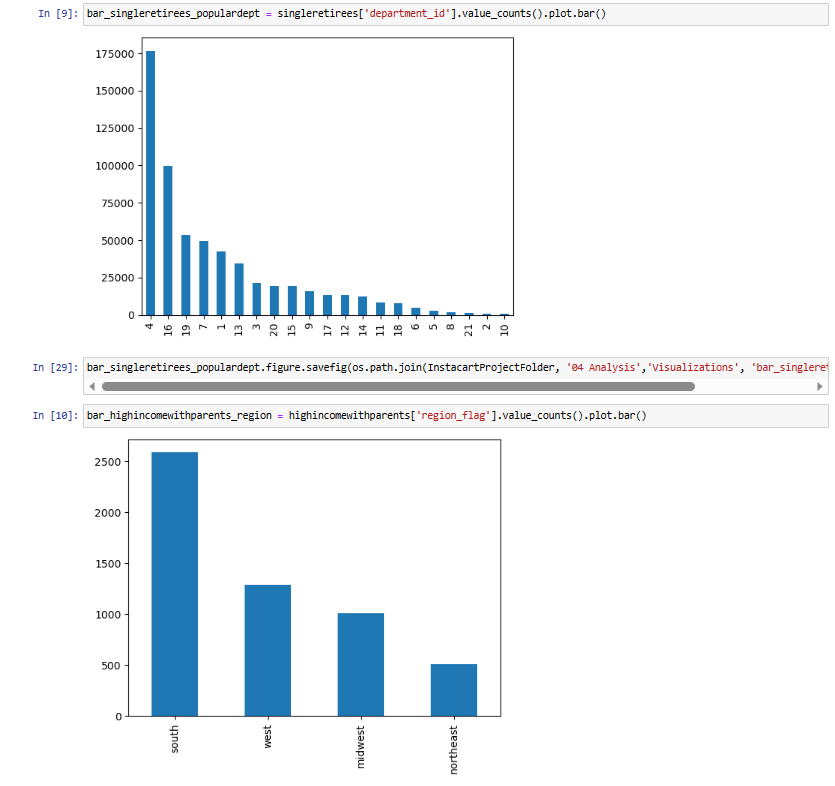 In [9]: bar_singleretirees_populardept = singleretirees['department_id'].value_counts().plot.bar()
175000
150000
125000
100000
75000
50000
25000
0
4 16 19 7 1 13 3 20 15 9 17 12 14 11 18 6 5 8 21 2 10
In [29]: bar_singleretirees_populardept.figure.savefig(os.path.join(InstacartProjectFolder, '04 Analysis','Visualizations', 'bar_singleret
In [10]: bar_highincomewithparents_region = highincomewithparents['region_flag'].value_counts().plot.bar()
2500
2000
1500
1000
500
0
south west midwest northeast